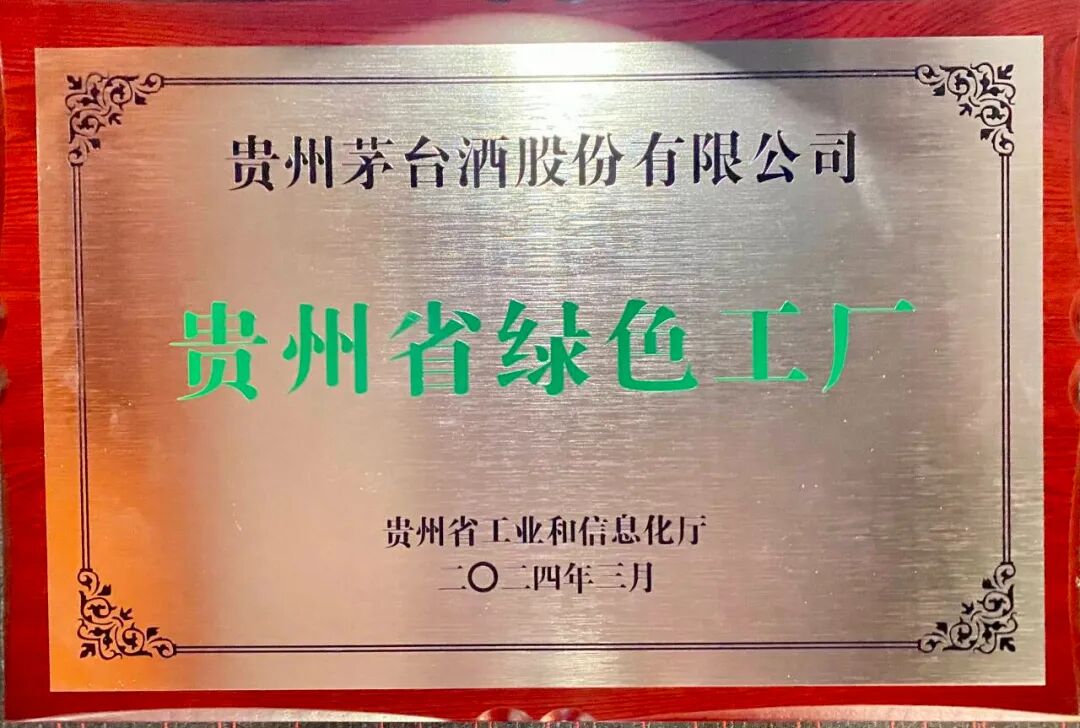 贵州茅台酒股份有限公司
贵州省绿色工厂
贵州省工业和信息化厅
二〇二四年三月